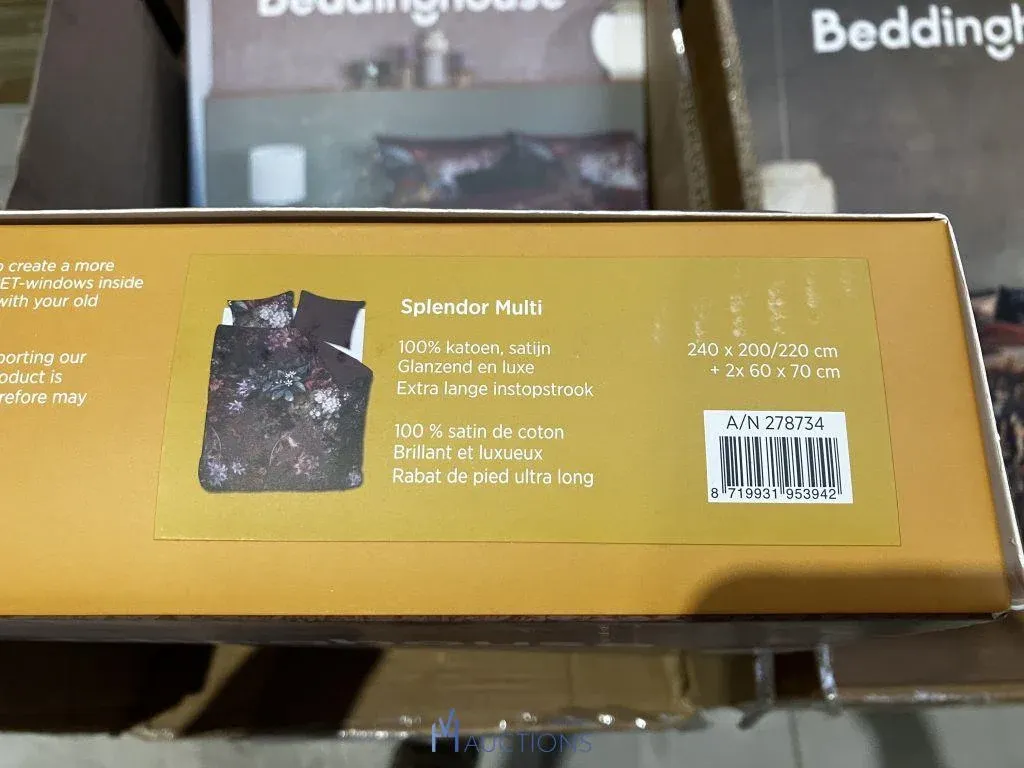 Beddinghouse
Beddingh
o create a more
ET-windows inside
with your old
porting our
oduct is
refore may
Splendor Multi
100% katoen, satijn
Glanzend en luxe
Extra lange instopstrook
100 % satin de coton
Brillant et luxueux
Rabat de pied ultra long
240 x 200/220 cm
+ 2x 60 x 70 cm
A/N 278734
8 719931 953942
AUCTIONS